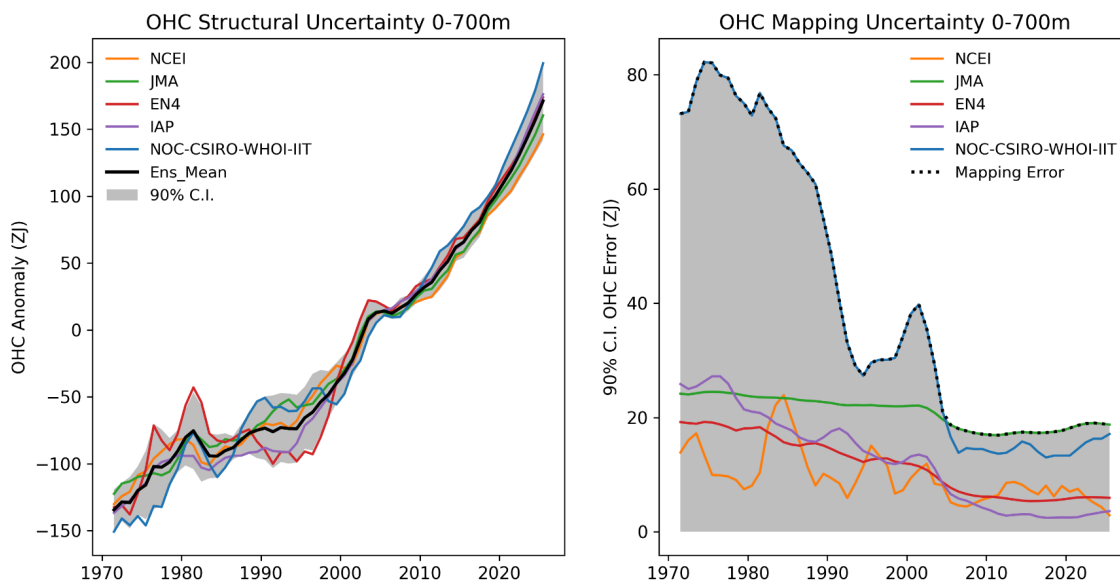 OHC Structural Uncertainty 0-700m
OHC Anomaly (ZJ)
200
150
100
50
0
−50
−100
−150
1970
1980
1990
2000
2010
2020
NCEI
JMA
EN4
IAP
NOC-CSIRO-WHOI-IIT
Ens_Mean
90% C.I.
OHC Mapping Uncertainty 0-700m
90% C.I. OHC Error (ZJ)
80
60
40
20
0
1970
1980
1990
2000
2010
2020
NCEI
JMA
EN4
IAP
NOC-CSIRO-WHOI-IIT
Mapping Error